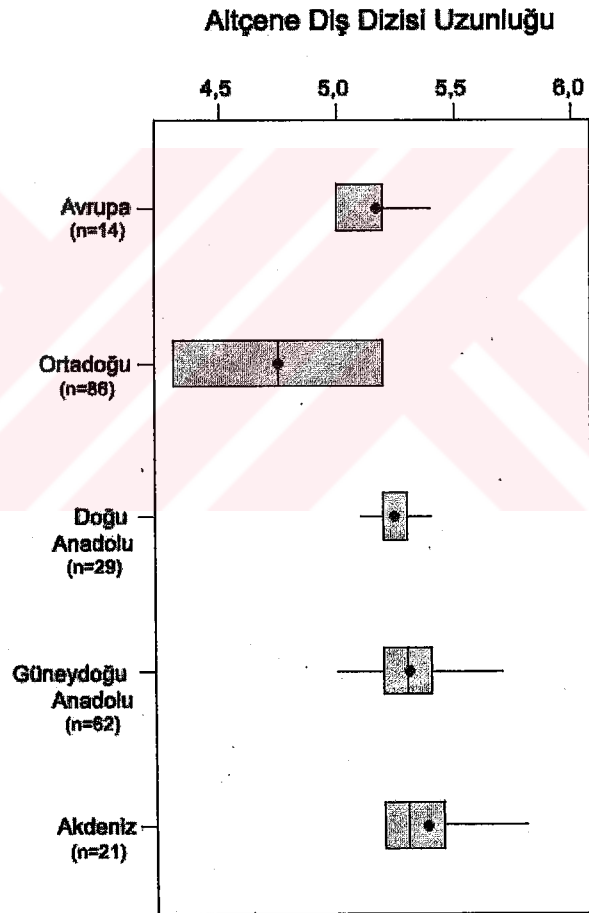 Altçene Diş Dizisi Uzunluğu
4,5 5,0 5,5 6,0
Avrupa
(n=14)
Ortadoğu
(n=86)
Doğu
Anadolu
(n=29)
Güneydoğu
Anadolu
(n=62)
Akdeniz
(n=21)